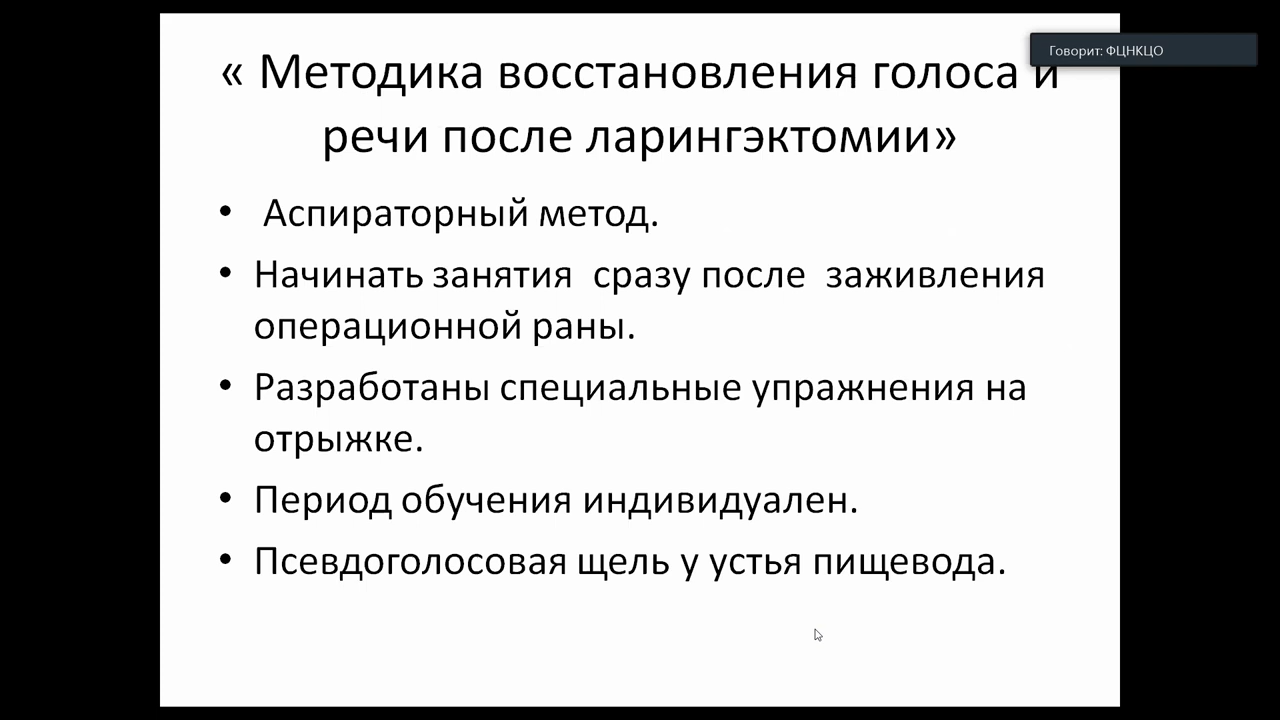 Говорит: ФЦНКЦО
« Методика восстановления голоса и
речи после ларингэктомии»
• Аспираторный метод.
• Начинать занятия сразу после заживления
операционной раны.
• Разработаны специальные упражнения на
отрыжке.
• Период обучения индивидуален.
• Псевдоголосовая щель у устья пищевода.